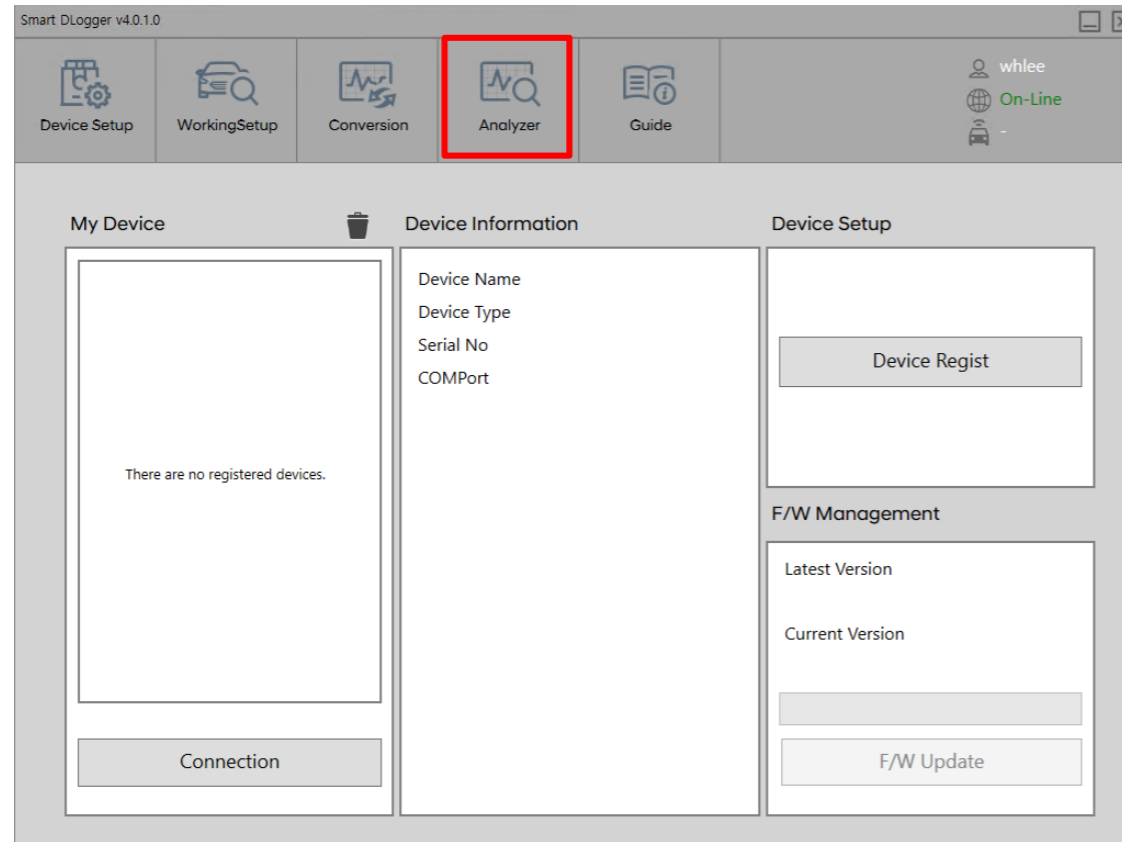 Smart DLogger v4.0.1.0
Device Setup
WorkingSetup
Conversion
Analyzer
Guide
whlee
On-Line
-
My Device
Device Information
Device Setup
There are no registered devices.
Device Name
Device Type
Serial No
COMPort
Device Regist
F/W Management
Latest Version
Current Version
Connection
F/W Update